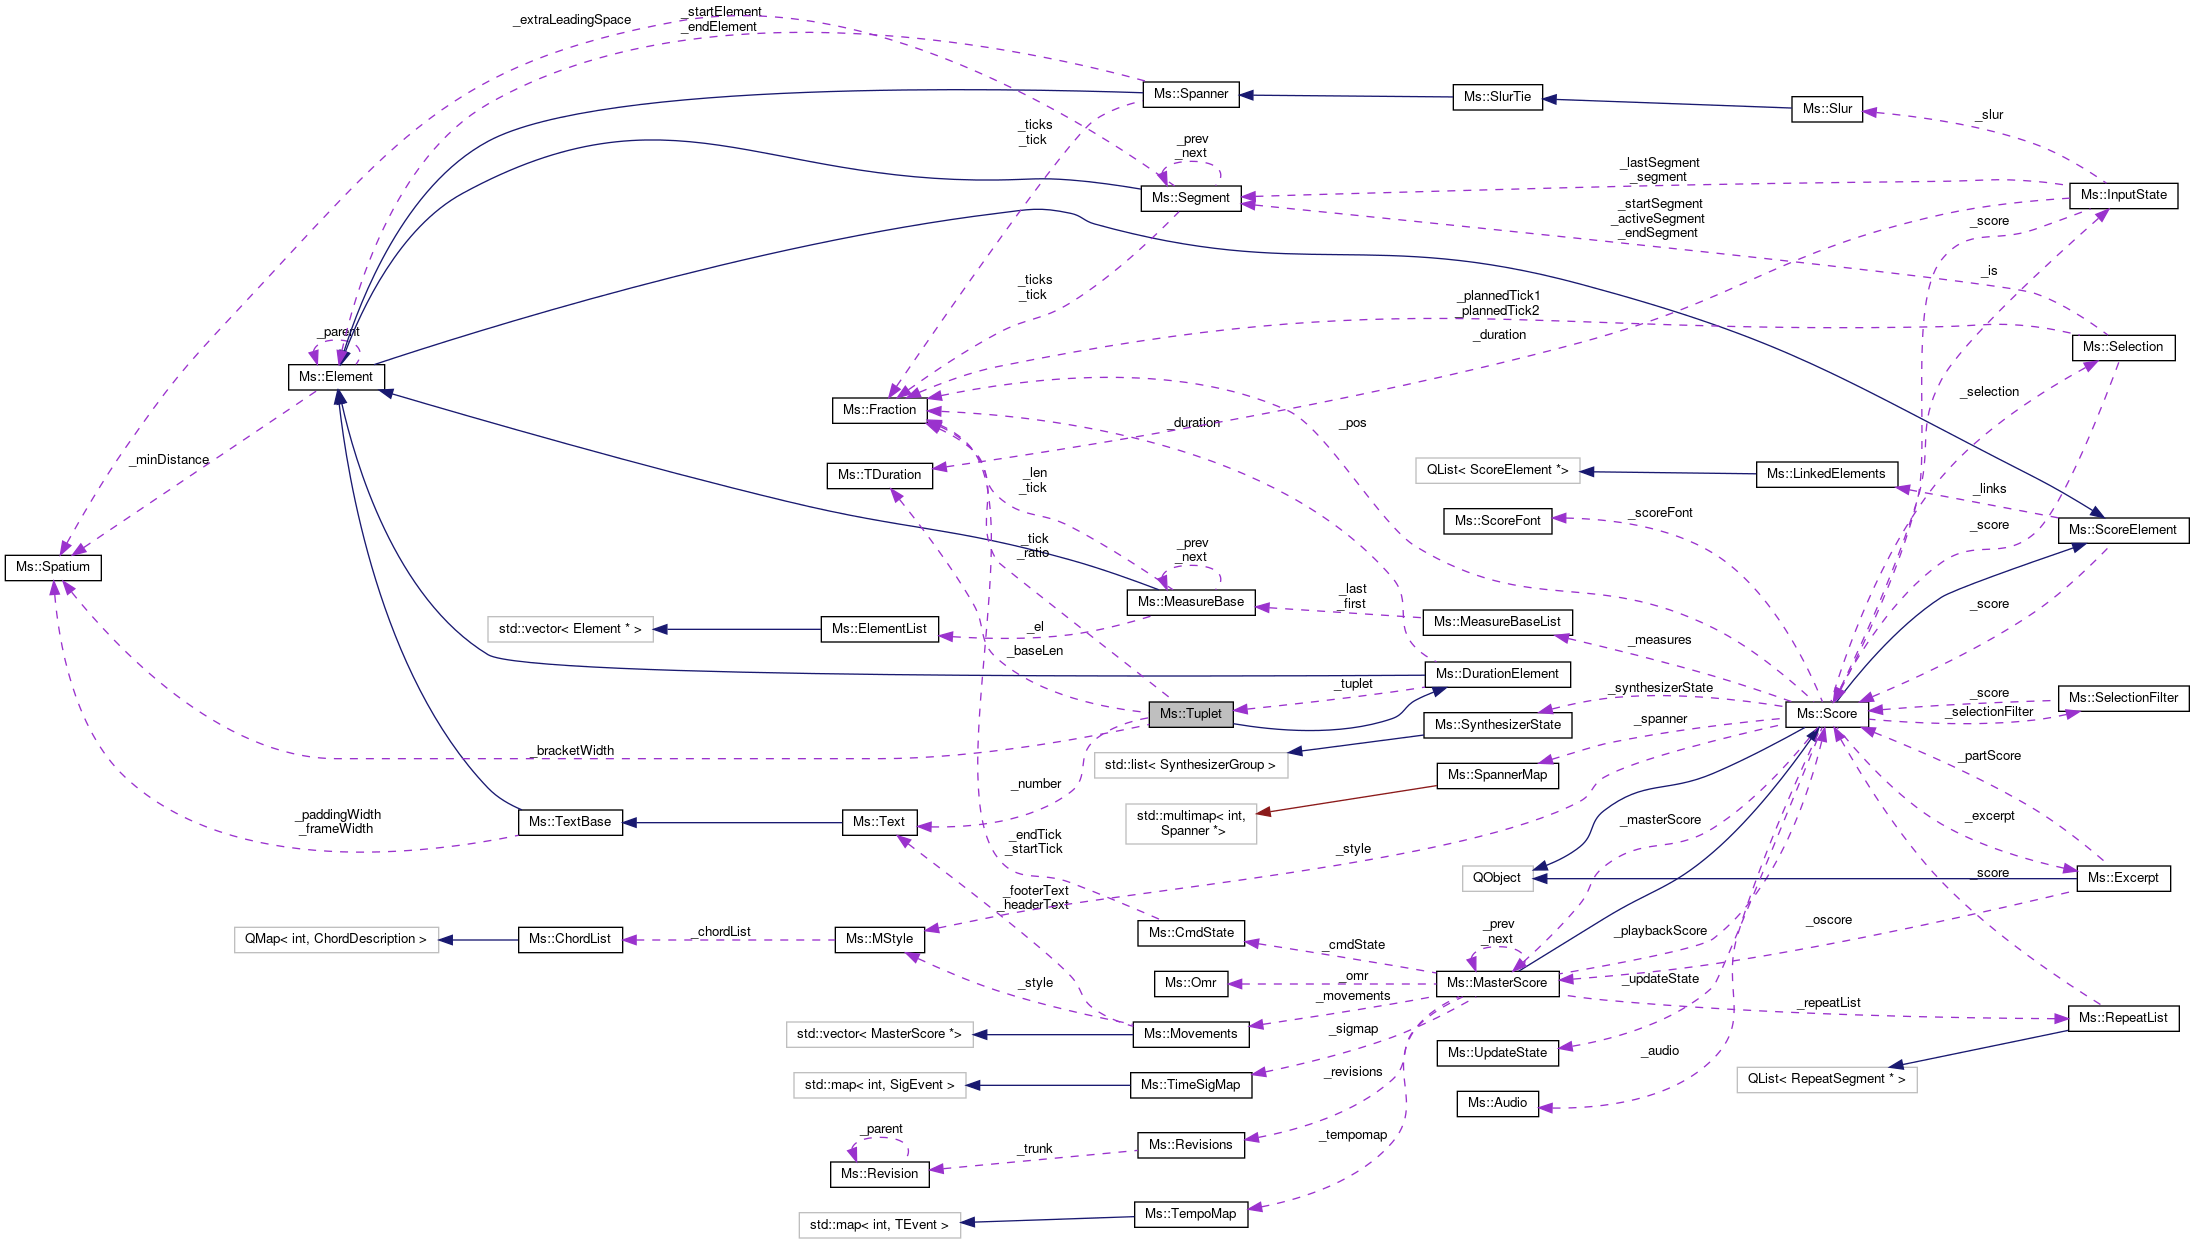 _extraLeadingSpace
_startElement
_endElement
Ms::Spanner
Ms::SlurTie
Ms::Slur
_slur
_ticks
_tick
_prev
_next
Ms::Segment
_lastSegment
_segment
Ms::InputState
_startSegment
_activeSegment
_endSegment
_score
_is
_ticks
_tick
_plannedTick1
_plannedTick2
_duration
Ms::Selection
_parent
Ms::Element
_selection
Ms::Fraction
_duration
_pos
_minDistance
Ms::TDuration
_len
_tick
QList< ScoreElement *>
Ms::LinkedElements
_links
Ms::ScoreFont
_scoreFont
_score
Ms::ScoreElement
_tick
_ratio
_prev
_next
Ms::Spatium
Ms::MeasureBase
_last
_first
Ms::MeasureBaseList
_score
std::vector< Element * >
Ms::ElementList
_el
_measures
_baseLen
Ms::DurationElement
_tuplet
_synthesizerState
_score
Ms::SelectionFilter
Ms::Tuplet
Ms::Score
_selectionFilter
Ms::SynthesizerState
_spanner
_bracketWidth
std::list< SynthesizerGroup >
_partScore
Ms::SpannerMap
_number
_paddingWidth
_frameWidth
Ms::TextBase
Ms::Text
std::multimap< int,
Spanner *>
_masterScore
_excerpt
_endTick
_startTick
_style
QObject
_score
Ms::Excerpt
_footerText
_headerText
_oscore
QMap< int, ChordDescription >
Ms::ChordList
_chordList
Ms::MStyle
Ms::CmdState
_cmdState
_prev
_next
_playbackScore
_style
Ms::Omr
_omr
Ms::MasterScore
_updateState
_movements
_repeatList
std::vector< MasterScore *>
Ms::Movements
_sigmap
Ms::RepeatList
Ms::UpdateState
_audio
std::map< int, SigEvent >
Ms::TimeSigMap
_revisions
QList< RepeatSegment * >
Ms::Audio
_parent
_tempomap
_trunk
Ms::Revisions
Ms::Revision
std::map< int, TEvent >
Ms::TempoMap